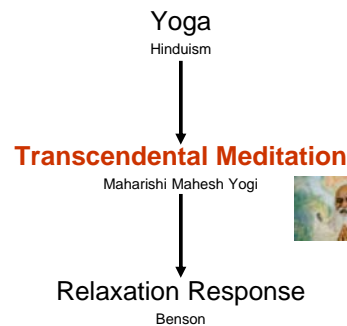 Yoga
Hinduism
Transcendental Meditation
Maharishi Mahesh Yogi
Relaxation Response
Benson